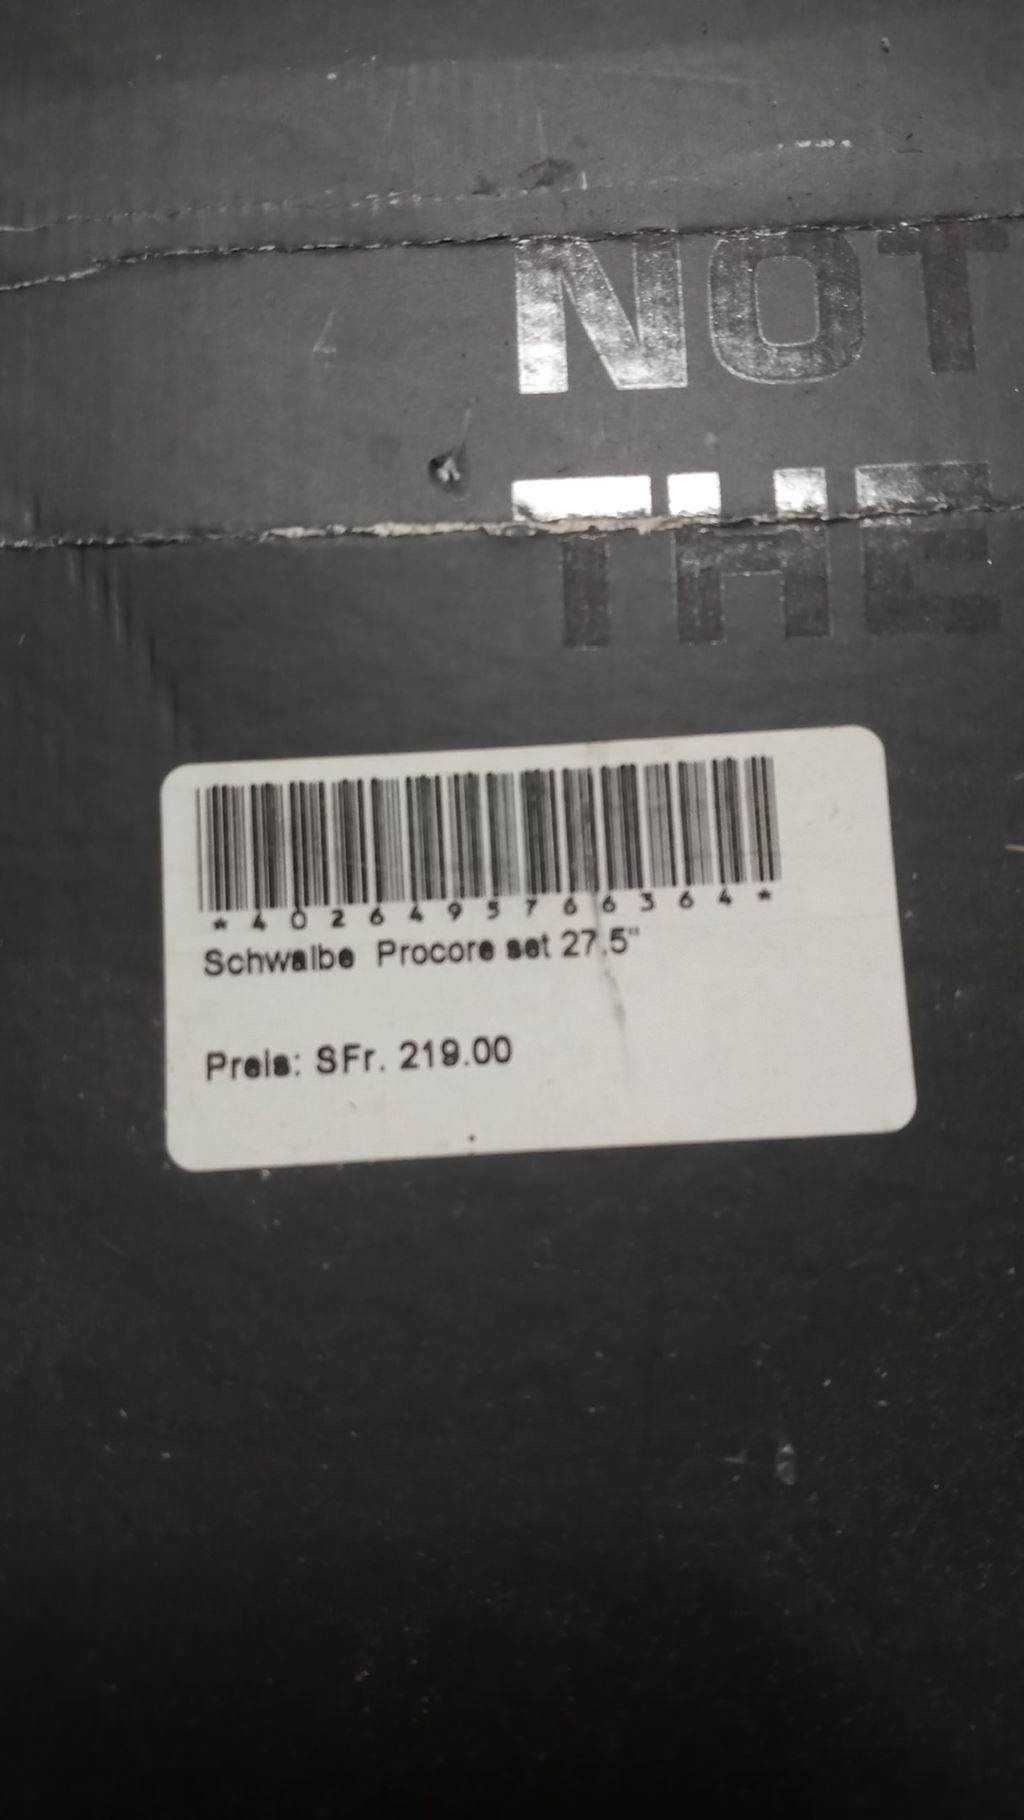 NOT
THE
*4026495766364*
Schwalbe Procore set 27.5"
Preis: SFr. 219.00